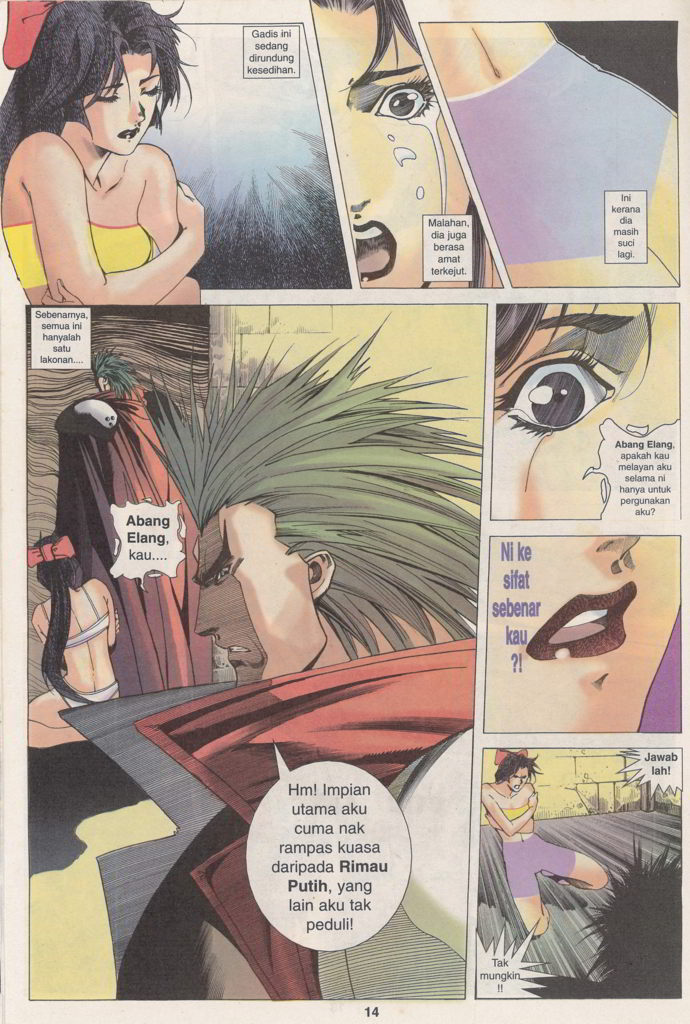 Gadis ini
sedang
dirundung
kesedihan.
Malahan,
dia juga
berasa
amat
terkejut.
Ini
kerana
dia
masih
suci
lagi.
Sebenarnya,
semua ini
hanyalah
satu
lakonan....
Abang
Elang,
kau....
Hm! Impian
utama aku
cuma nak
rampas kuasa
daripada Rimau
Putih, yang
lain aku tak
peduli!
Abang Elang,
apakah kau
melayan aku
selama ni
hanya untuk
pergunakan
aku?
Ni ke
sifat
sebenar
kau
?!
Jawab
lah!
Tak
mungkin
!!
14